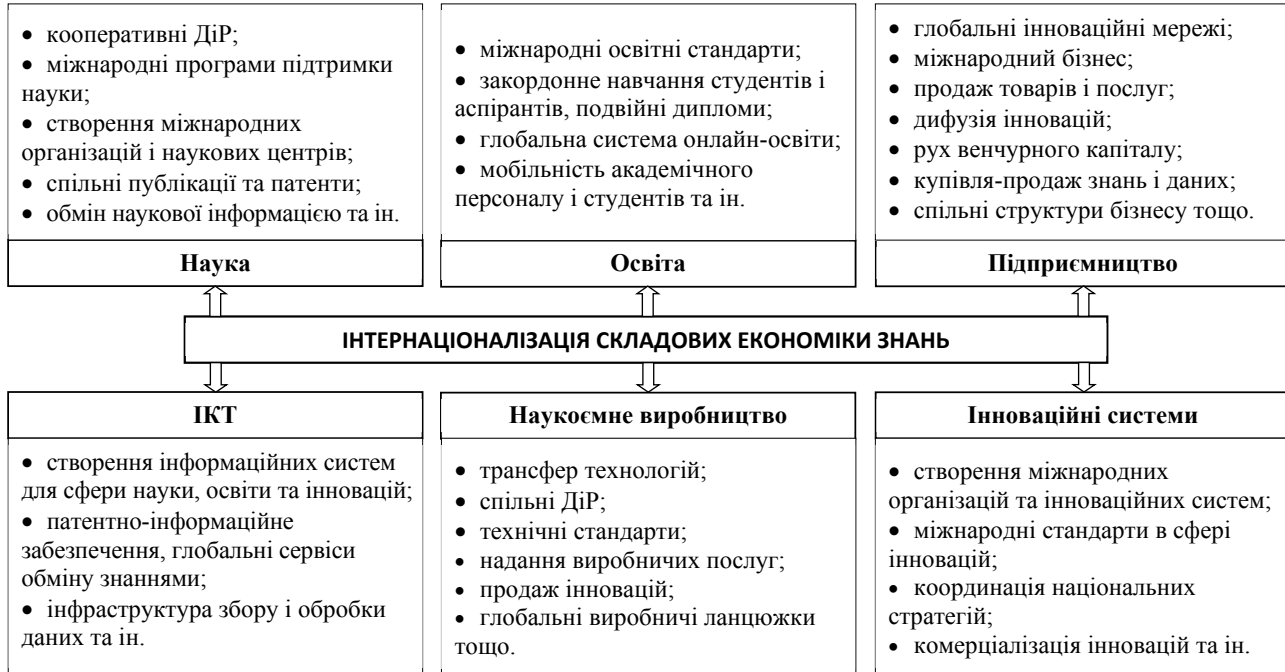 • кооперативні ДіР;
• міжнародні програми підтримки
науки;
• створення міжнародних
організацій і наукових центрів;
• спільні публікації та патенти;
• обмін наукової інформацією та ін.
Наука
• міжнародні освітні стандарти;
• закордонне навчання студентів і
аспірантів, подвійні дипломи;
• глобальна система онлайн-освіти;
• мобільність академічного
персоналу і студентів та ін.
Освіта
• глобальні інноваційні мережі;
• міжнародний бізнес;
• продаж товарів і послуг;
• дифузія інновацій;
• рух венчурного капіталу;
• купівля-продаж знань і даних;
• спільні структури бізнесу тощо.
Підприємництво
ІНТЕРНАЦІОНАЛІЗАЦІЯ СКЛАДОВИХ ЕКОНОМІКИ ЗНАНЬ
ІКТ
• створення інформаційних систем
для сфери науки, освіти та інновацій;
• патентно-інформаційне
забезпечення, глобальні сервіси
обміну знаннями;
• інфраструктура збору і обробки
даних та ін.
Наукоємне виробництво
• трансфер технологій;
• спільні ДіР;
• технічні стандарти;
• надання виробничих послуг;
• продаж інновацій;
• глобальні виробничі ланцюжки
тощо.
Інноваційні системи
• створення міжнародних
організацій та інноваційних систем;
• міжнародні стандарти в сфері
інновацій;
• координація національних
стратегій;
• комерціалізація інновацій та ін.